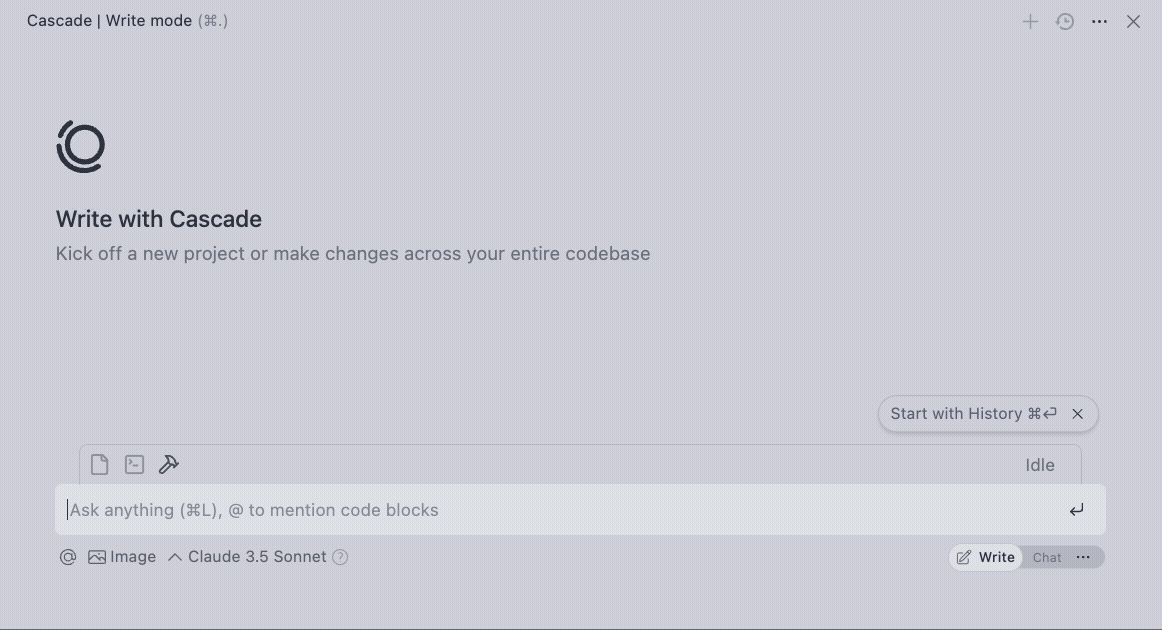 Cascade | Write mode (⌘.)
Write with Cascade
Kick off a new project or make changes across your entire codebase
Start with History ⌘⏎
Idle
Ask anything (⌘L), @ to mention code blocks
Image Claude 3.5 Sonnet
Write Chat